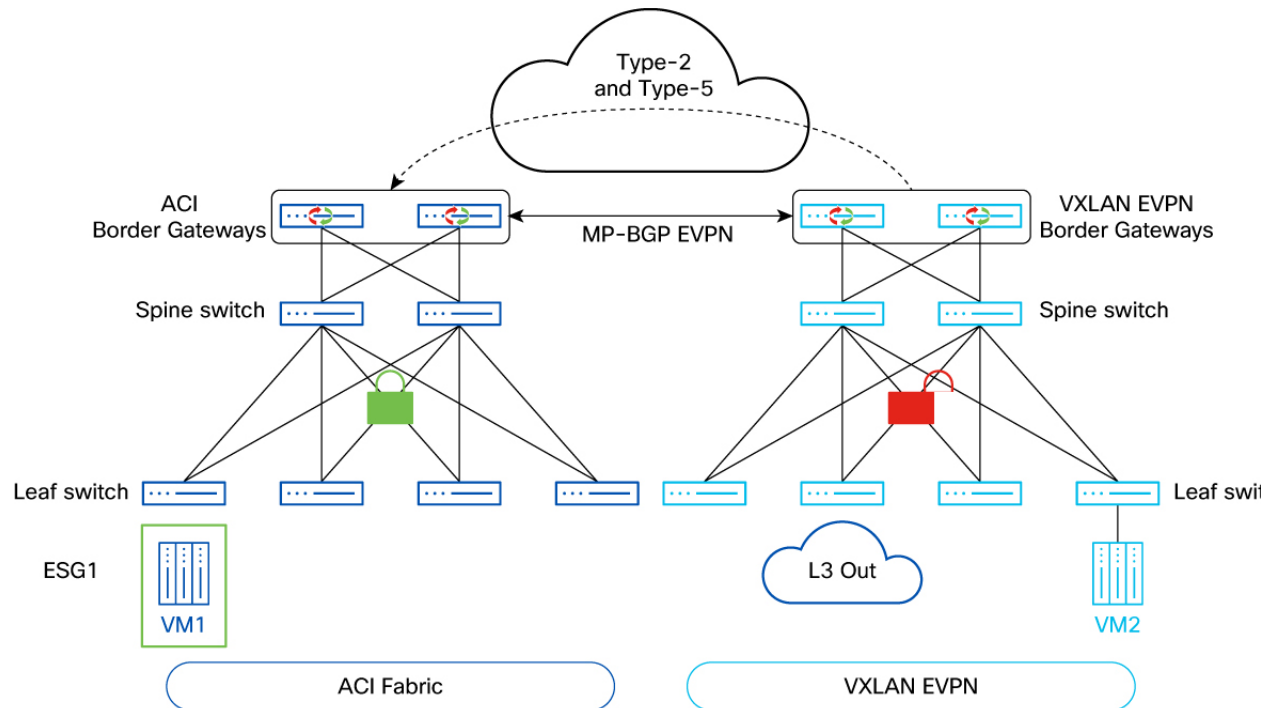 Type-2
and Type-5
ACI
Border Gateways
MP-BGP EVPN
VXLAN EVPN
Border Gateways
Spine switch
Spine switch
Leaf switch
Leaf swit
ESG1
VM1
L3 Out
VM2
ACI Fabric
VXLAN EVPN